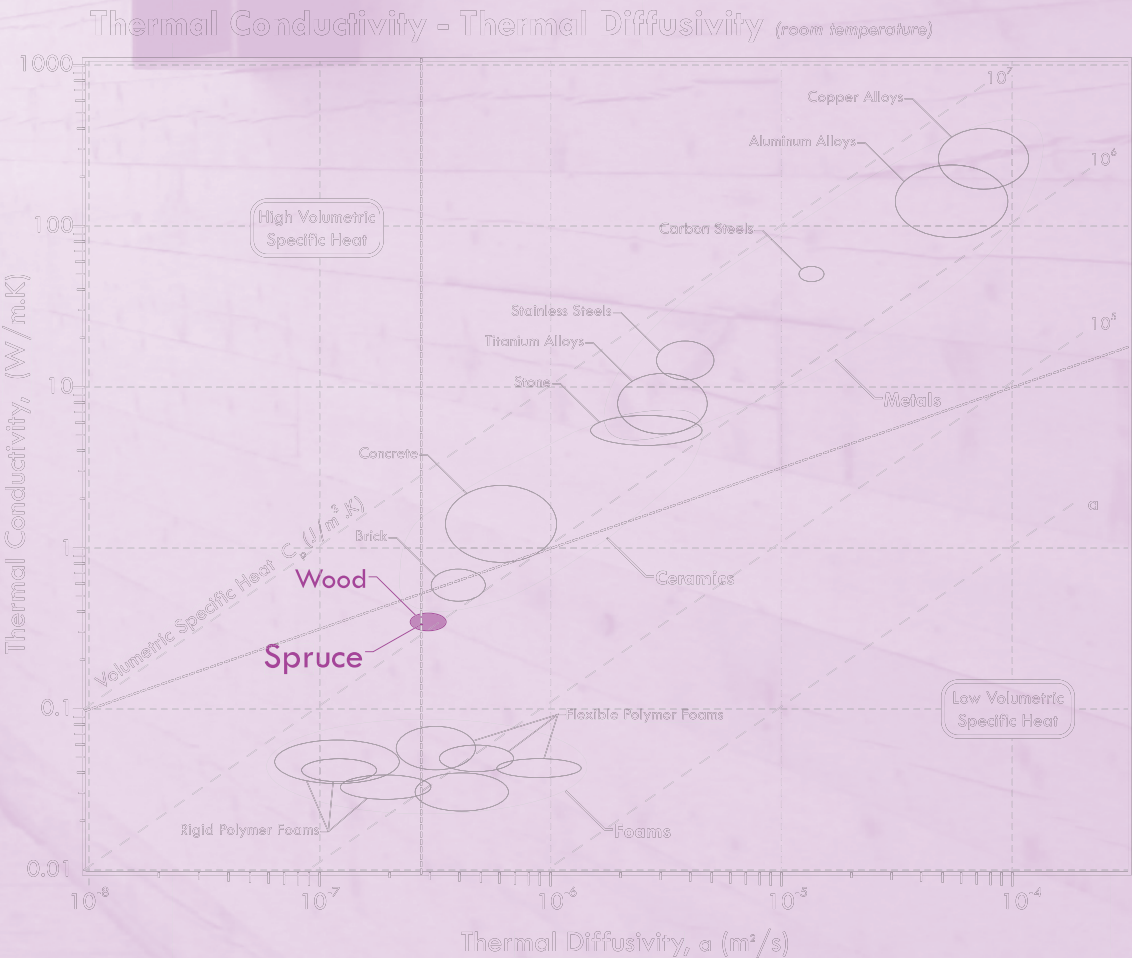 Thermal Conductivity - Thermal Diffusivity (room temperature)
1000
10⁷
Copper Alloys
Aluminum Alloys
10⁶
High Volumetric
Specific Heat
100
Carbon Steels
Stainless Steels
10⁵
Titanium Alloys
Stone
10
Metals
Concrete
Volumetric Specific Heat Cₚ (J/m³.K)
a
Brick
1
Wood
Ceramics
Spruce
Low Volumetric
Specific Heat
0.1
Flexible Polymer Foams
Rigid Polymer Foams
Foams
0.01
10⁻⁸ 10⁻⁷ 10⁻⁶ 10⁻⁵ 10⁻⁴
Thermal Conductivity, (W/m.K)
Thermal Diffusivity, a (m²/s)